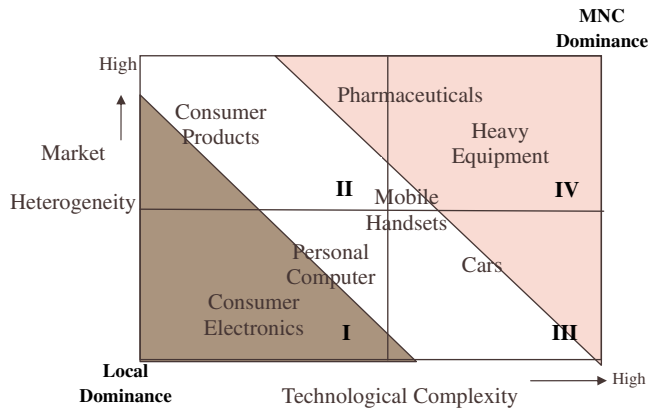 MNC
Dominance
High
Pharmaceuticals
Consumer
Products
Heavy
Equipment
Market
II
IV
Mobile
Handsets
Heterogeneity
Personal
Computer
Cars
Consumer
Electronics
I
III
Local
Dominance
High
Technological Complexity